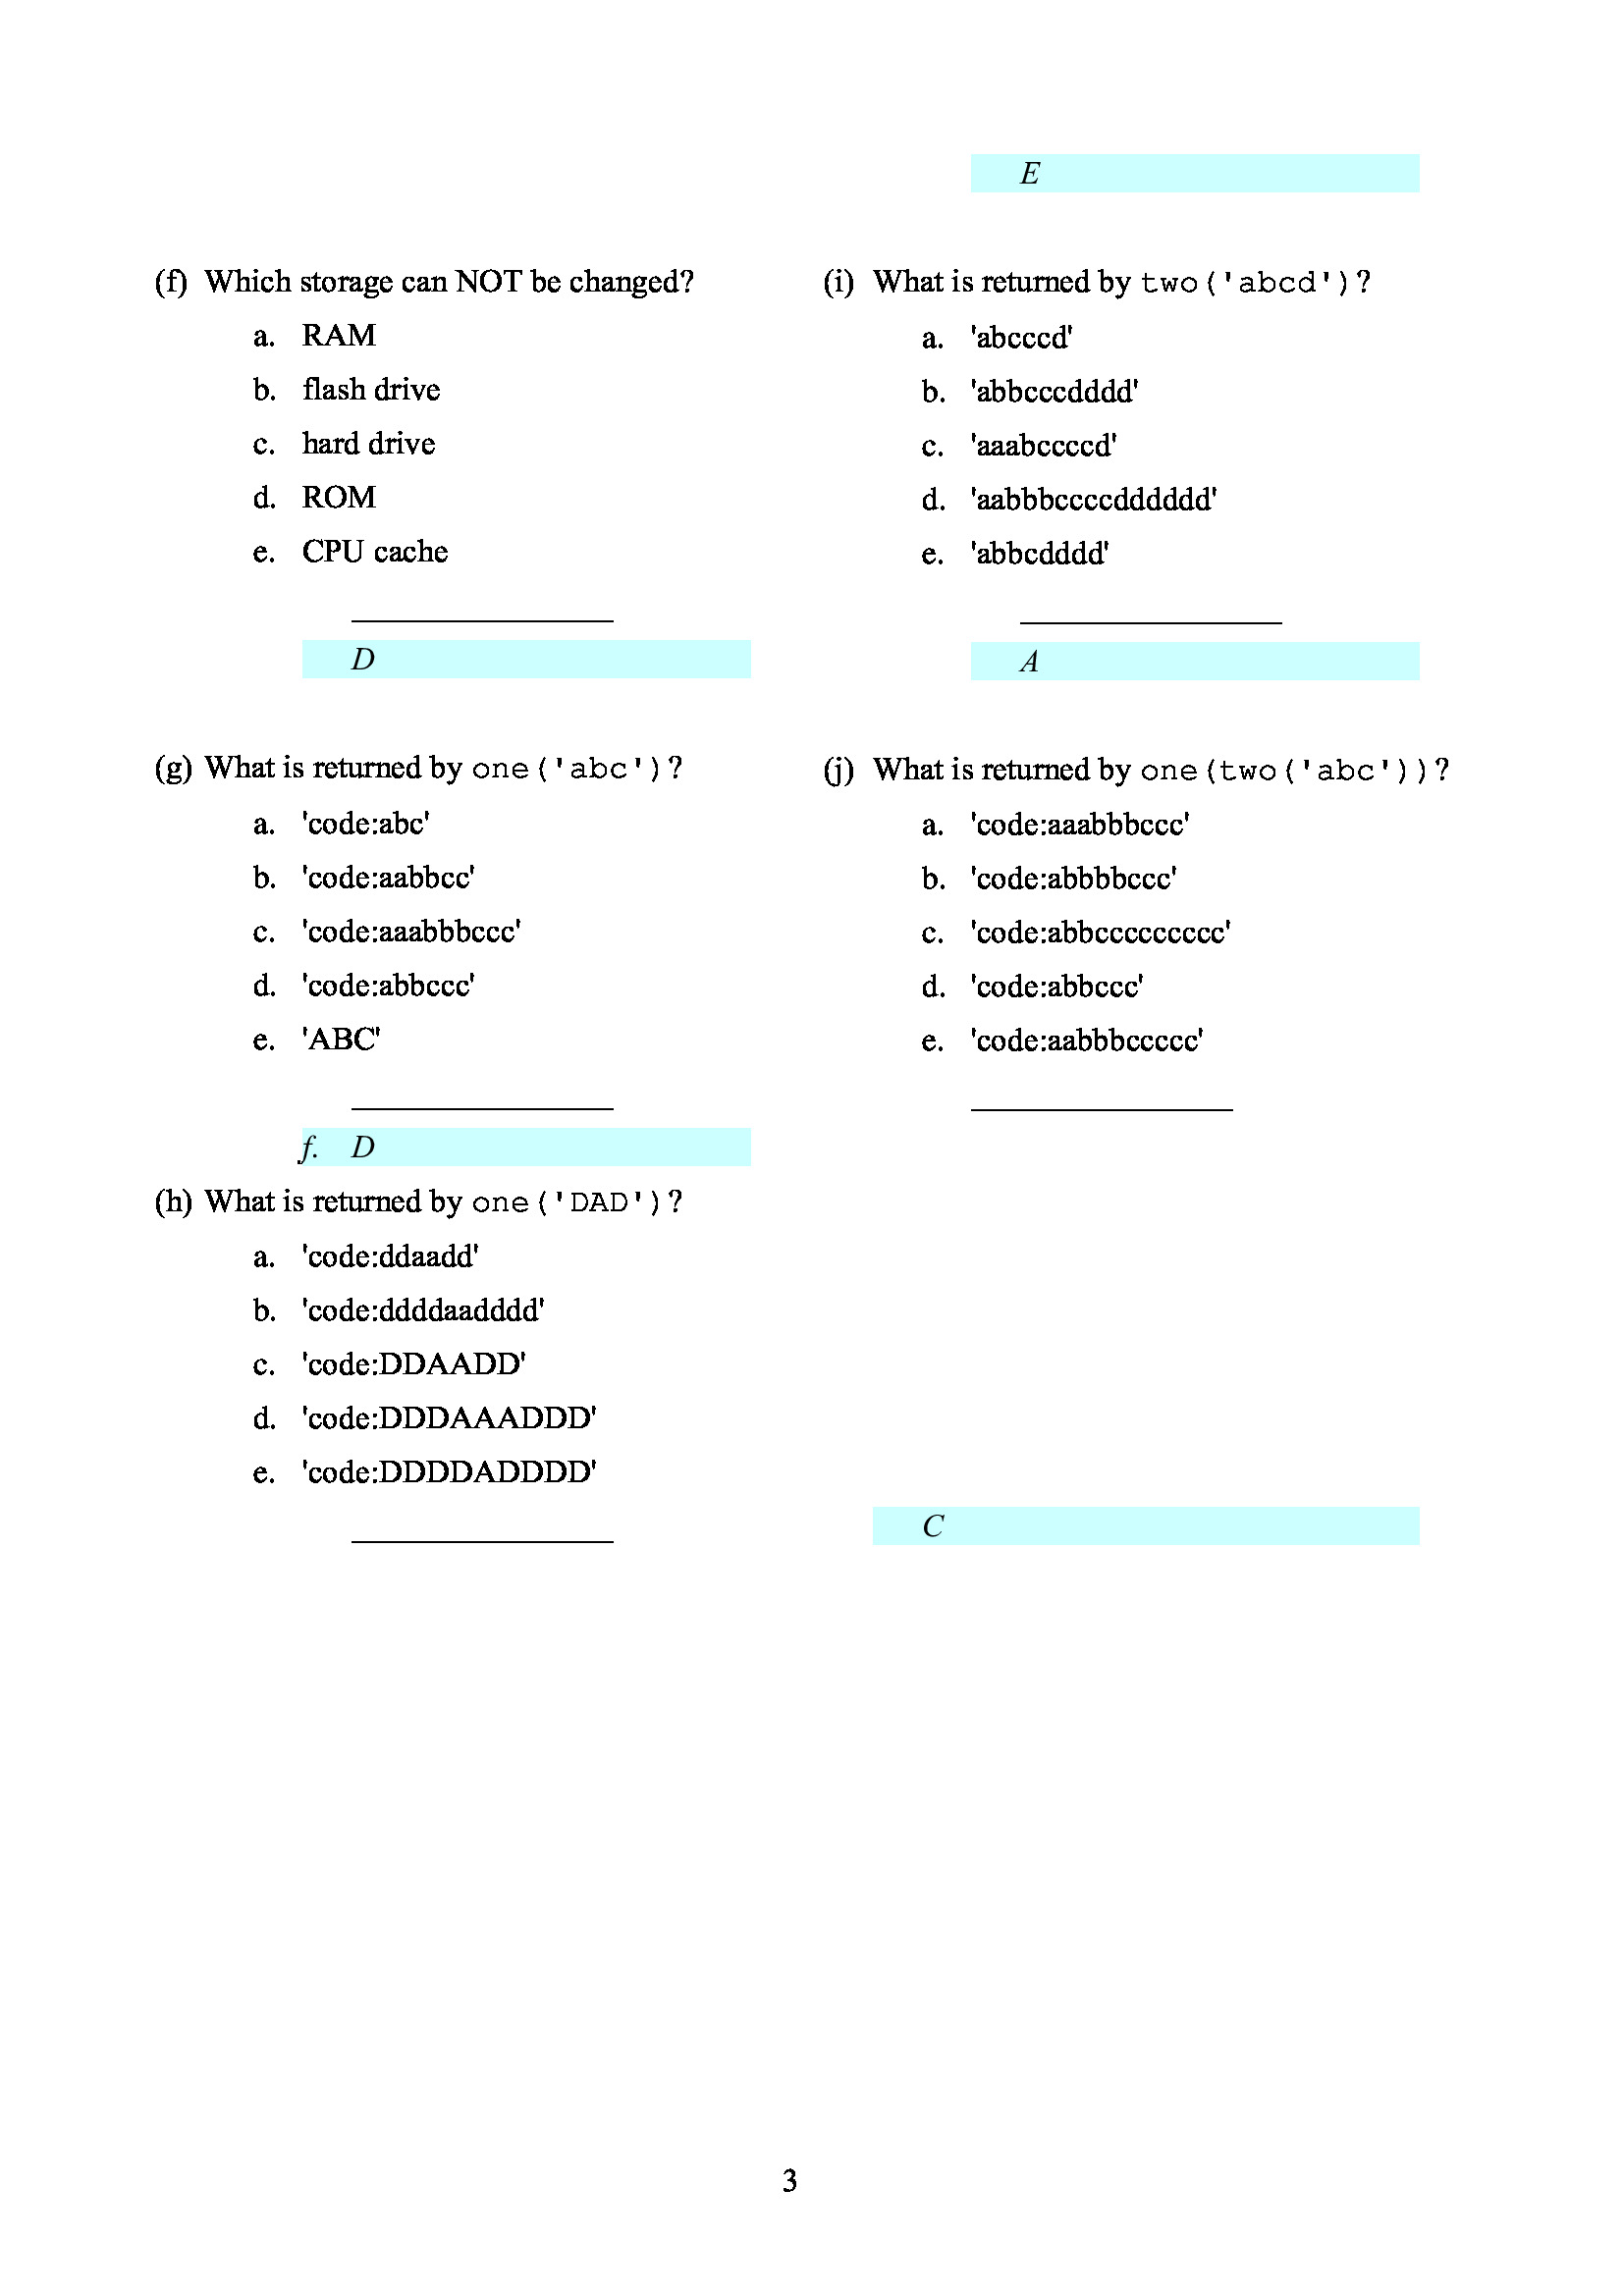 E
(f) Which storage can NOT be changed?
a. RAM
b. flash drive
c. hard drive
d. ROM
e. CPU cache
D
(g) What is returned by one('abc')?
a. 'code:abc'
b. 'code:aabbcc'
c. 'code:aaabbbccc'
d. 'code:abbccc'
e. 'ABC'
f. D
(h) What is returned by one('DAD')?
a. 'code:ddaadd'
b. 'code:ddddaadddd'
c. 'code:DDAADD'
d. 'code:DDDAAADDD'
e. 'code:DDDDADDDD'
(i) What is returned by two('abcd')?
a. 'abcccd'
b. 'abbcccdddd'
c. 'aaabccccd'
d. 'aabbbccccdddddd'
e. 'abbcdddd'
A
(j) What is returned by one(two('abc'))?
a. 'code:aaabbbccc'
b. 'code:abbbbccc'
c. 'code:abbccccccccc'
d. 'code:abbccc'
e. 'code:aabbbccccc'
C
3